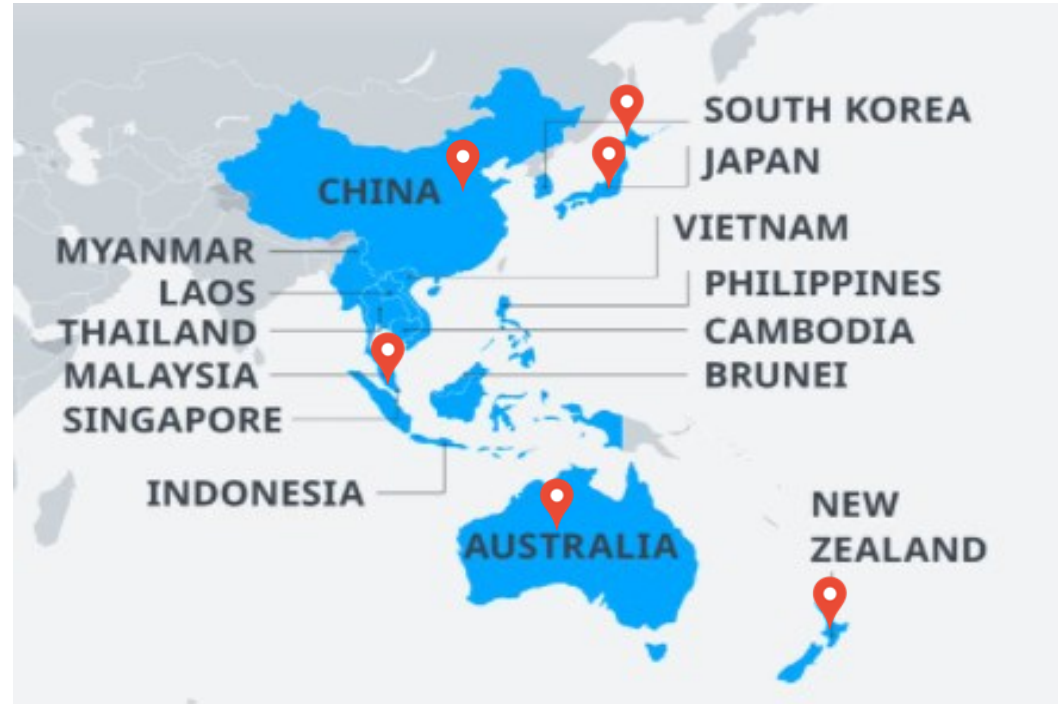 SOUTH KOREA
JAPAN
CHINA
VIETNAM
MYANMAR
LAOS
PHILIPPINES
THAILAND
CAMBODIA
MALAYSIA
BRUNEI
SINGAPORE
INDONESIA
NEW
ZEALAND
AUSTRALIA